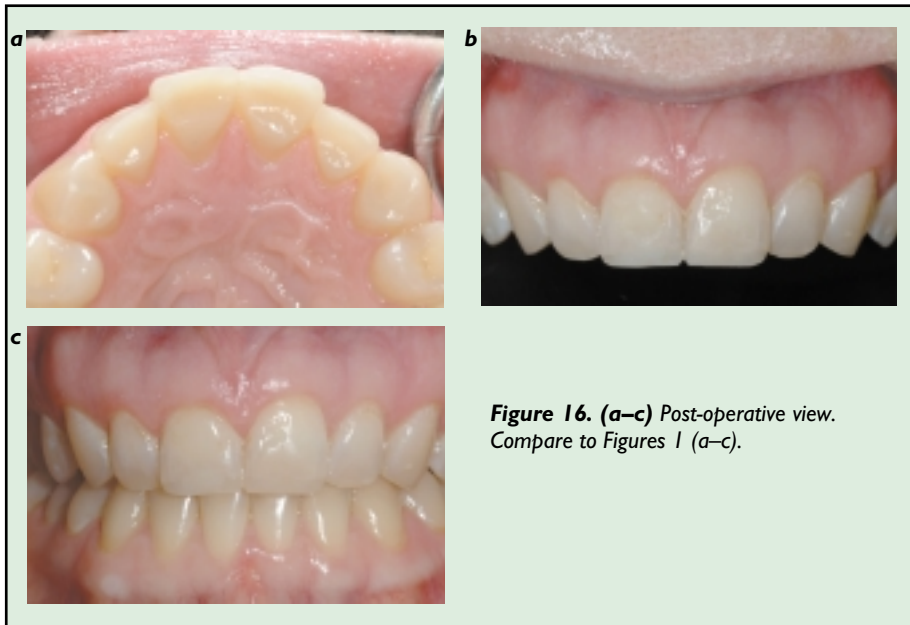 a
b
c
Figure 16. (a–c) Post-operative view.
Compare to Figures 1 (a–c).